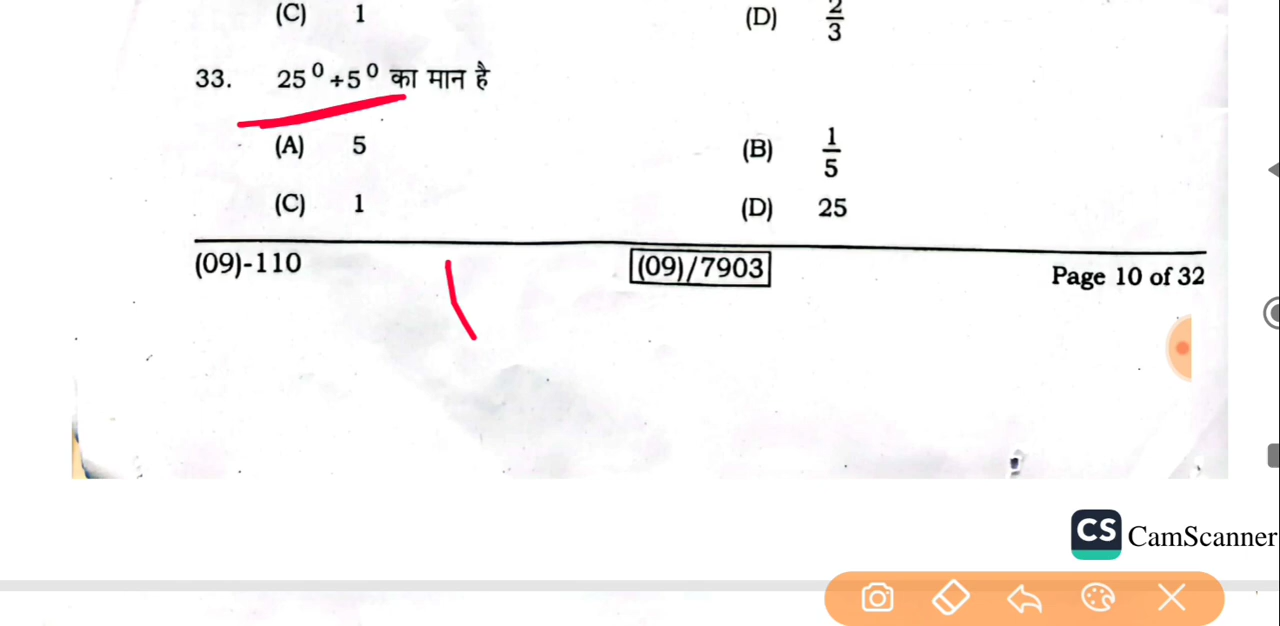 (C) 1 (D) 2/3
33. 25⁰÷5⁰ का मान है
(A) 5 (B) 1/5
(C) 1 (D) 25
(09)-110 (09)/7903 Page 10 of 32
CS CamScanner